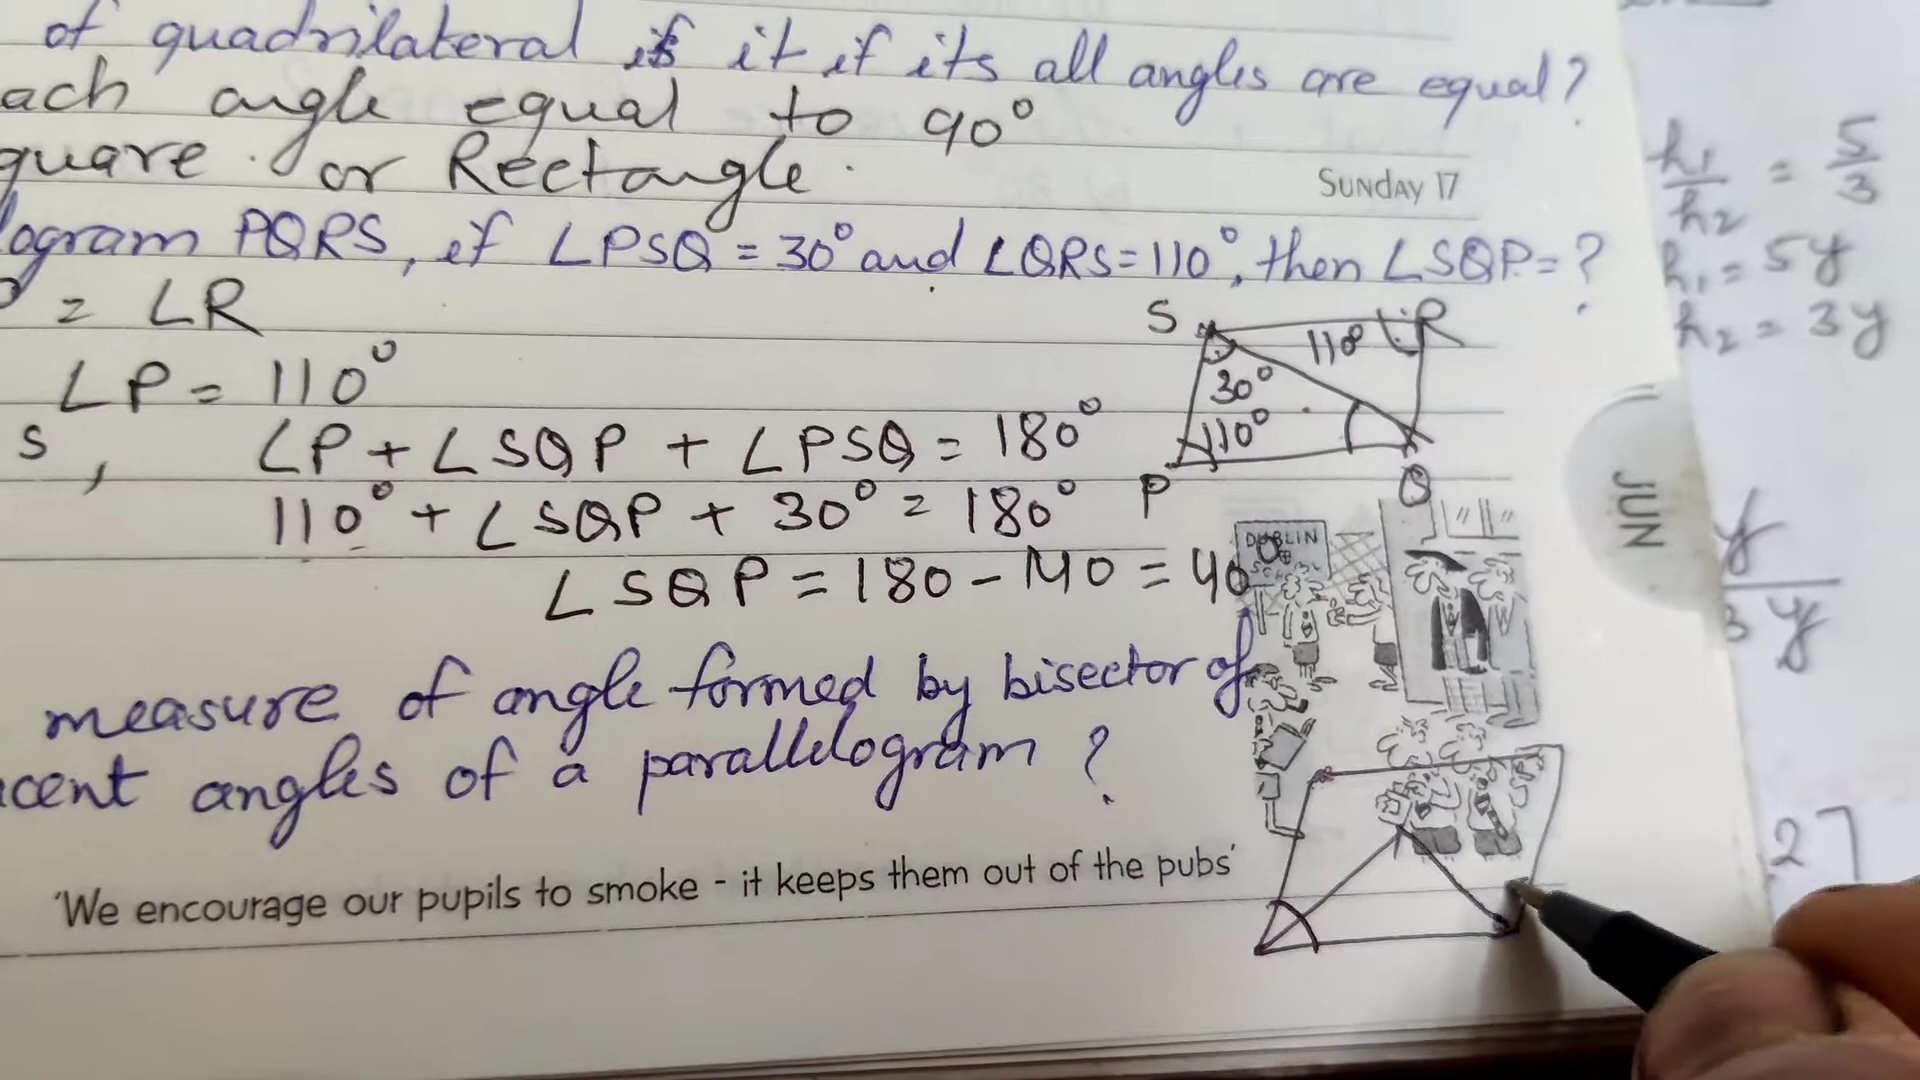 of quadrilateral is it if its all angles are equal?
ach angle equal to 90°
quare. or Rectangle.
SUNDAY 17
logram PQRS, if ∠PSQ = 30° and ∠QRS = 110°, then ∠SQP = ?
= ∠R
∠P = 110°
S, ∠P + ∠SQP + ∠PSQ = 180°
110° + ∠SQP + 30° = 180°
∠SQP = 180 - 140 = 40
S R
110°
30°
110°
P Q
DUBLIN
measure of angle formed by bisector of
cent angles of a parallelogram?
'We encourage our pupils to smoke - it keeps them out of the pubs'
JUN
h1/h2 = 5/3
h1 = 5y
h2 = 3y
y
3y
27